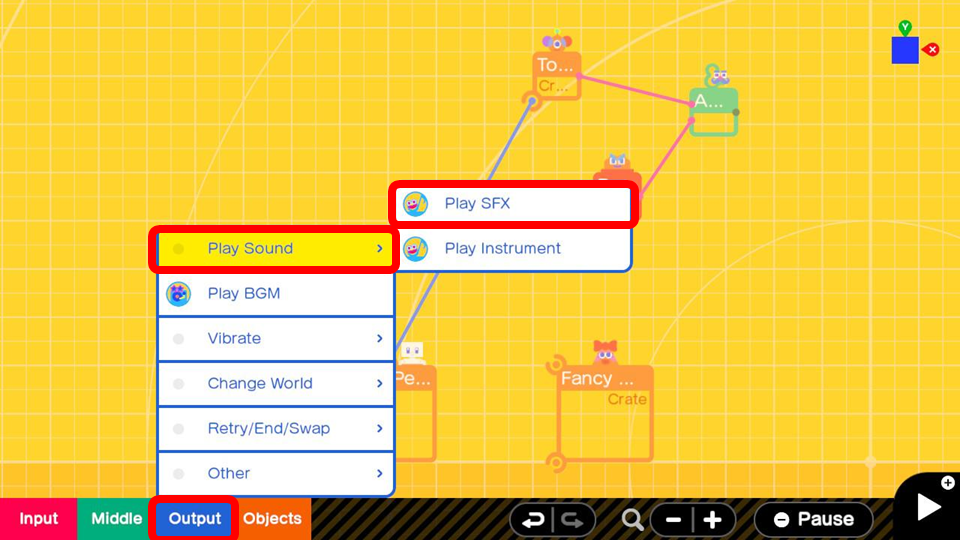 Y
X
To...
Cr...
A...
Play SFX
Play Sound >
Play Instrument
Play BGM
Vibrate >
Change World >
Pe...
Fancy ...
Crate
Retry/End/Swap >
Other >
Input
Middle
Output
Objects
Pause